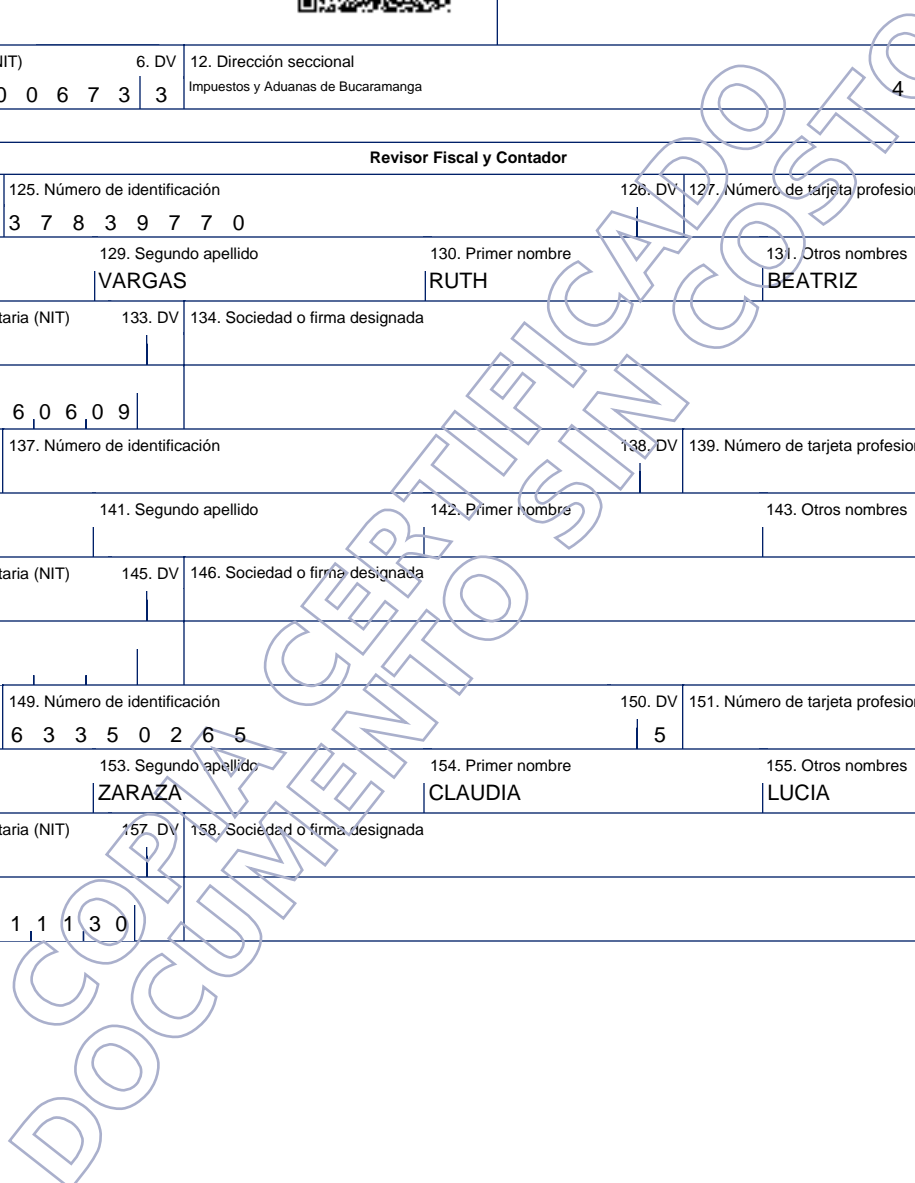 NIT) 6. DV 12. Dirección seccional
0 0 6 7 3 3 Impuestos y Aduanas de Bucaramanga 4
Revisor Fiscal y Contador
125. Número de identificación 126. DV 127. Número de tarjeta profesion
3 7 8 3 9 7 7 0
129. Segundo apellido 130. Primer nombre 131. Otros nombres
VARGAS RUTH BEATRIZ
taria (NIT) 133. DV 134. Sociedad o firma designada
6 0 6 0 9
137. Número de identificación 138. DV 139. Número de tarjeta profesion
141. Segundo apellido 142. Primer nombre 143. Otros nombres
taria (NIT) 145. DV 146. Sociedad o firma designada
149. Número de identificación 150. DV 151. Número de tarjeta profesion
6 3 3 5 0 2 6 5 5
153. Segundo apellido 154. Primer nombre 155. Otros nombres
ZARAZA CLAUDIA LUCIA
taria (NIT) 157. DV 158. Sociedad o firma designada
1 1 1 3 0
COPIA CERTIFICADO
DOCUMENTO SIN COSTO